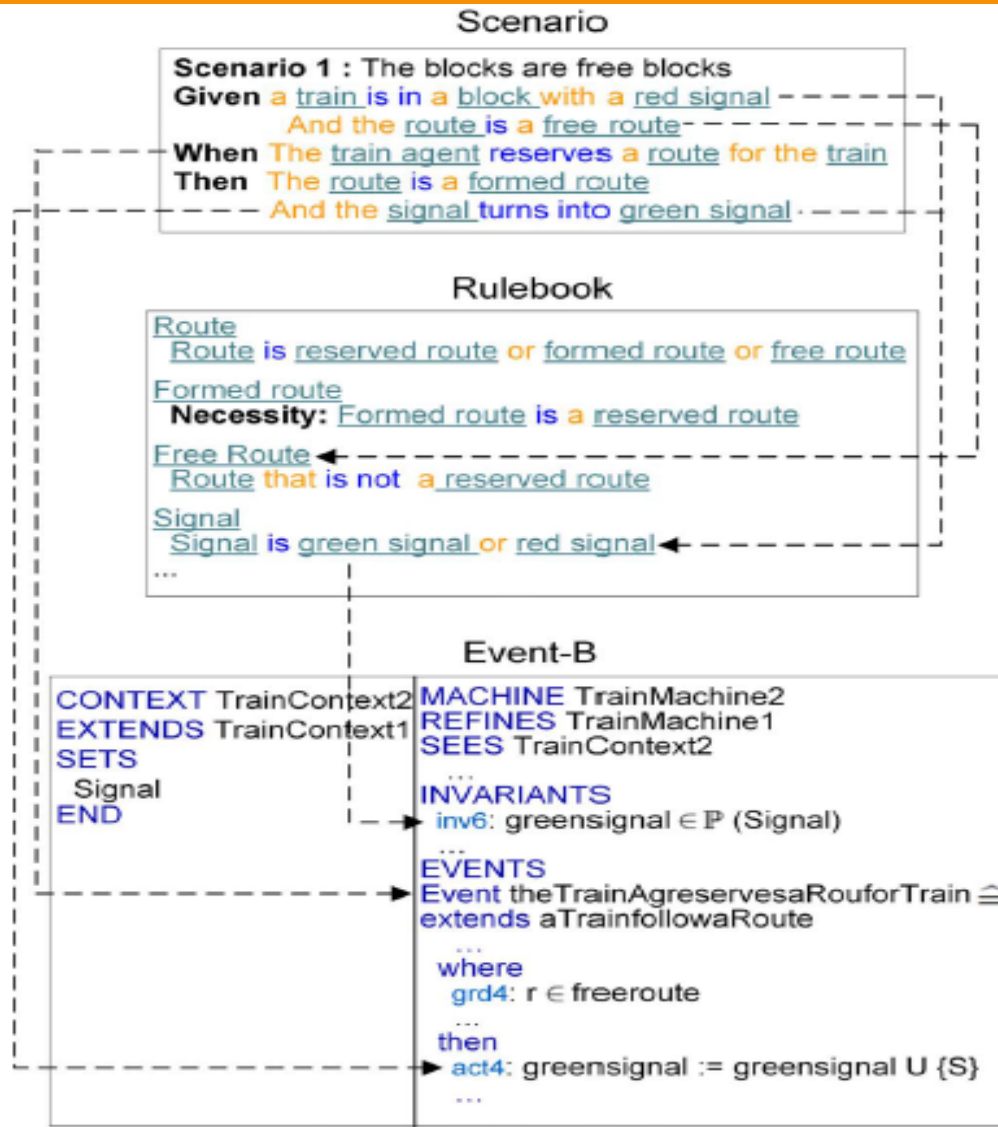 Scenario
Scenario 1 : The blocks are free blocks
Given a train is in a block with a red signal
And the route is a free route
When The train agent reserves a route for the train
Then The route is a formed route
And the signal turns into green signal
Rulebook
Route
Route is reserved route or formed route or free route
Formed route
Necessity: Formed route is a reserved route
Free Route
Route that is not a reserved route
Signal
Signal is green signal or red signal
...
Event-B
CONTEXT TrainContext2
EXTENDS TrainContext1
SETS
Signal
END
MACHINE TrainMachine2
REFINES TrainMachine1
SEES TrainContext2
...
INVARIANTS
inv6: greensignal ∈ ℙ (Signal)
...
EVENTS
Event theTrainAgreservesaRouforTrain ≙
extends aTrainfollowaRoute
...
where
grd4: r ∈ freeroute
...
then
act4: greensignal := greensignal U {S}
...